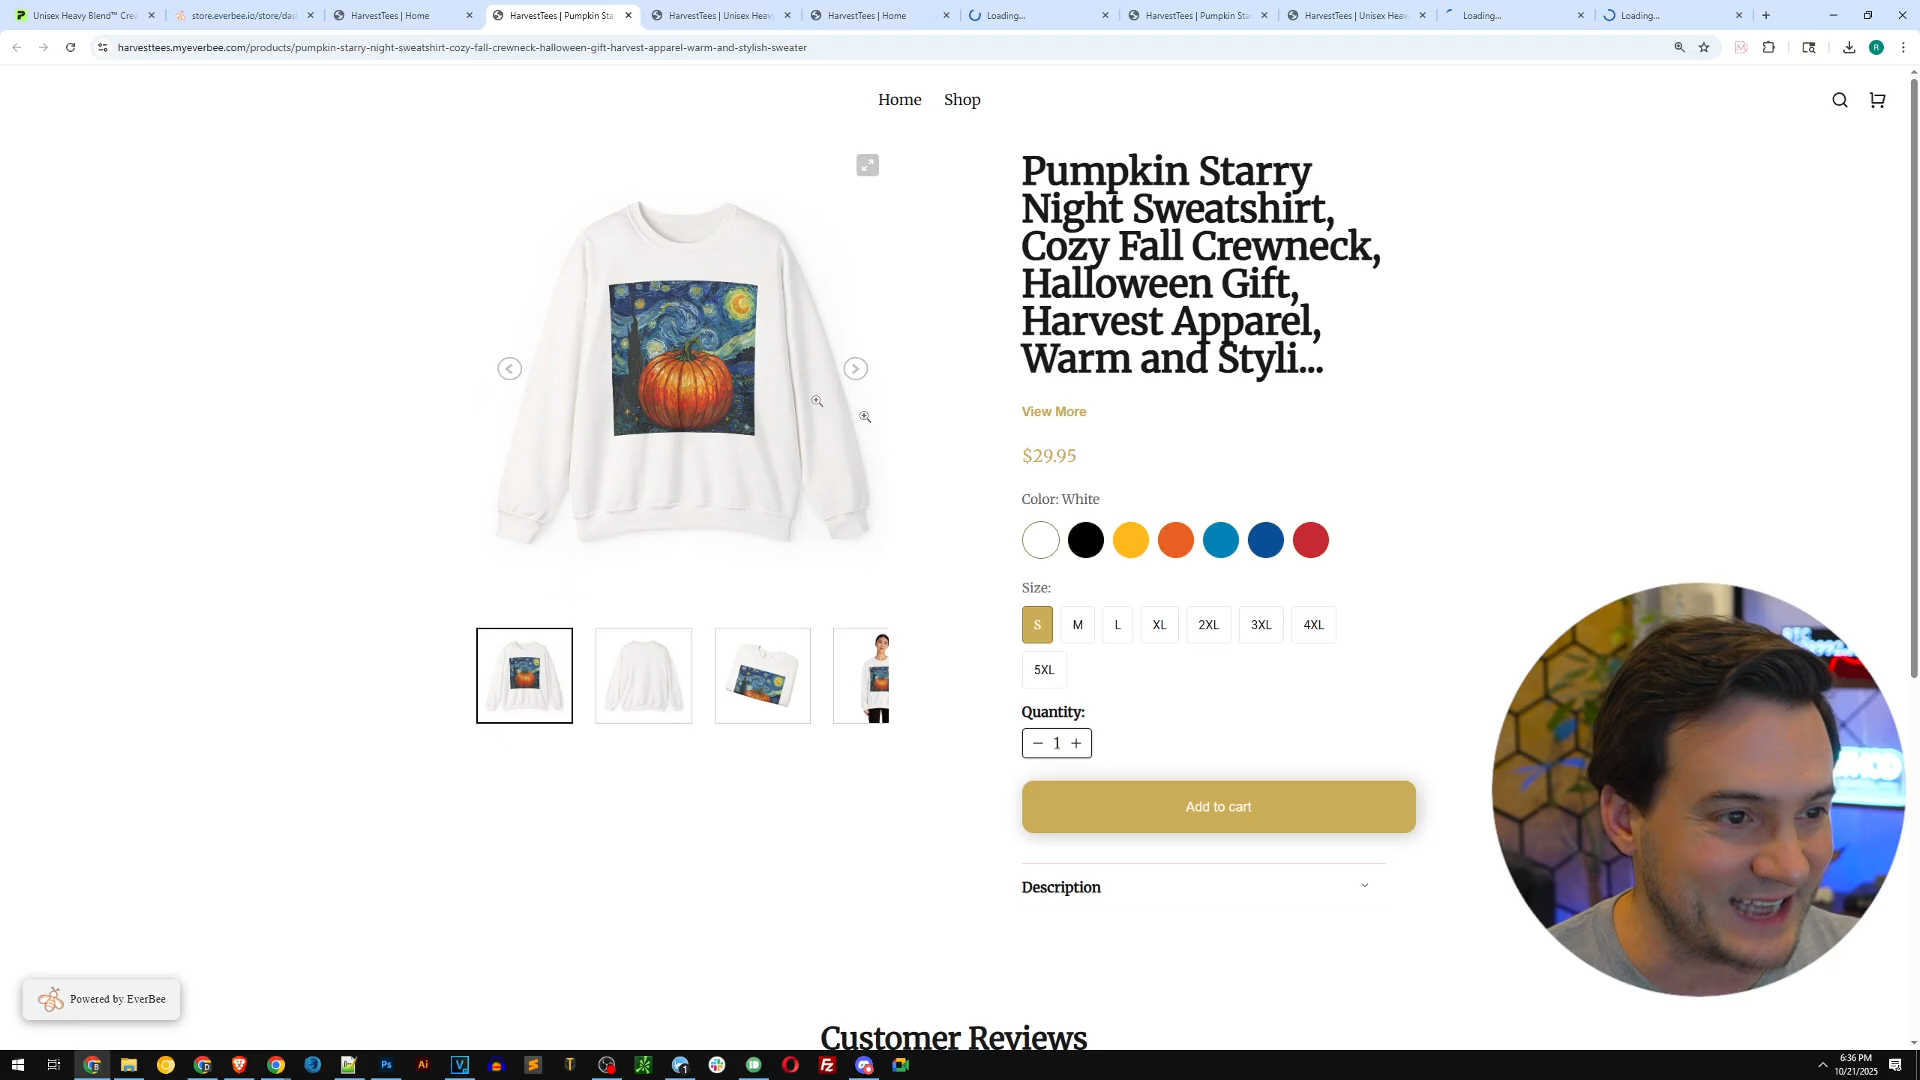 Unisex Heavy Blend™ Crew
store.everbee.io/store/das
HarvestTees | Home
HarvestTees | Pumpkin Sta
HarvestTees | Unisex Heav
HarvestTees | Home
Loading...
HarvestTees | Pumpkin Sta
HarvestTees | Unisex Heav
Loading...
Loading...
harvesttees.myeverbee.com/products/pumpkin-starry-night-sweatshirt-cozy-fall-crewneck-halloween-gift-harvest-apparel-warm-and-stylish-sweater
R
Home
Shop
Pumpkin Starry
Night Sweatshirt,
Cozy Fall Crewneck,
Halloween Gift,
Harvest Apparel,
Warm and Styli...
View More
$29.95
Color: White
Size:
S M L XL 2XL 3XL 4XL
5XL
Quantity:
− 1 +
Add to cart
Description
Powered by EverBee
Customer Reviews
6:36 PM
10/21/2025